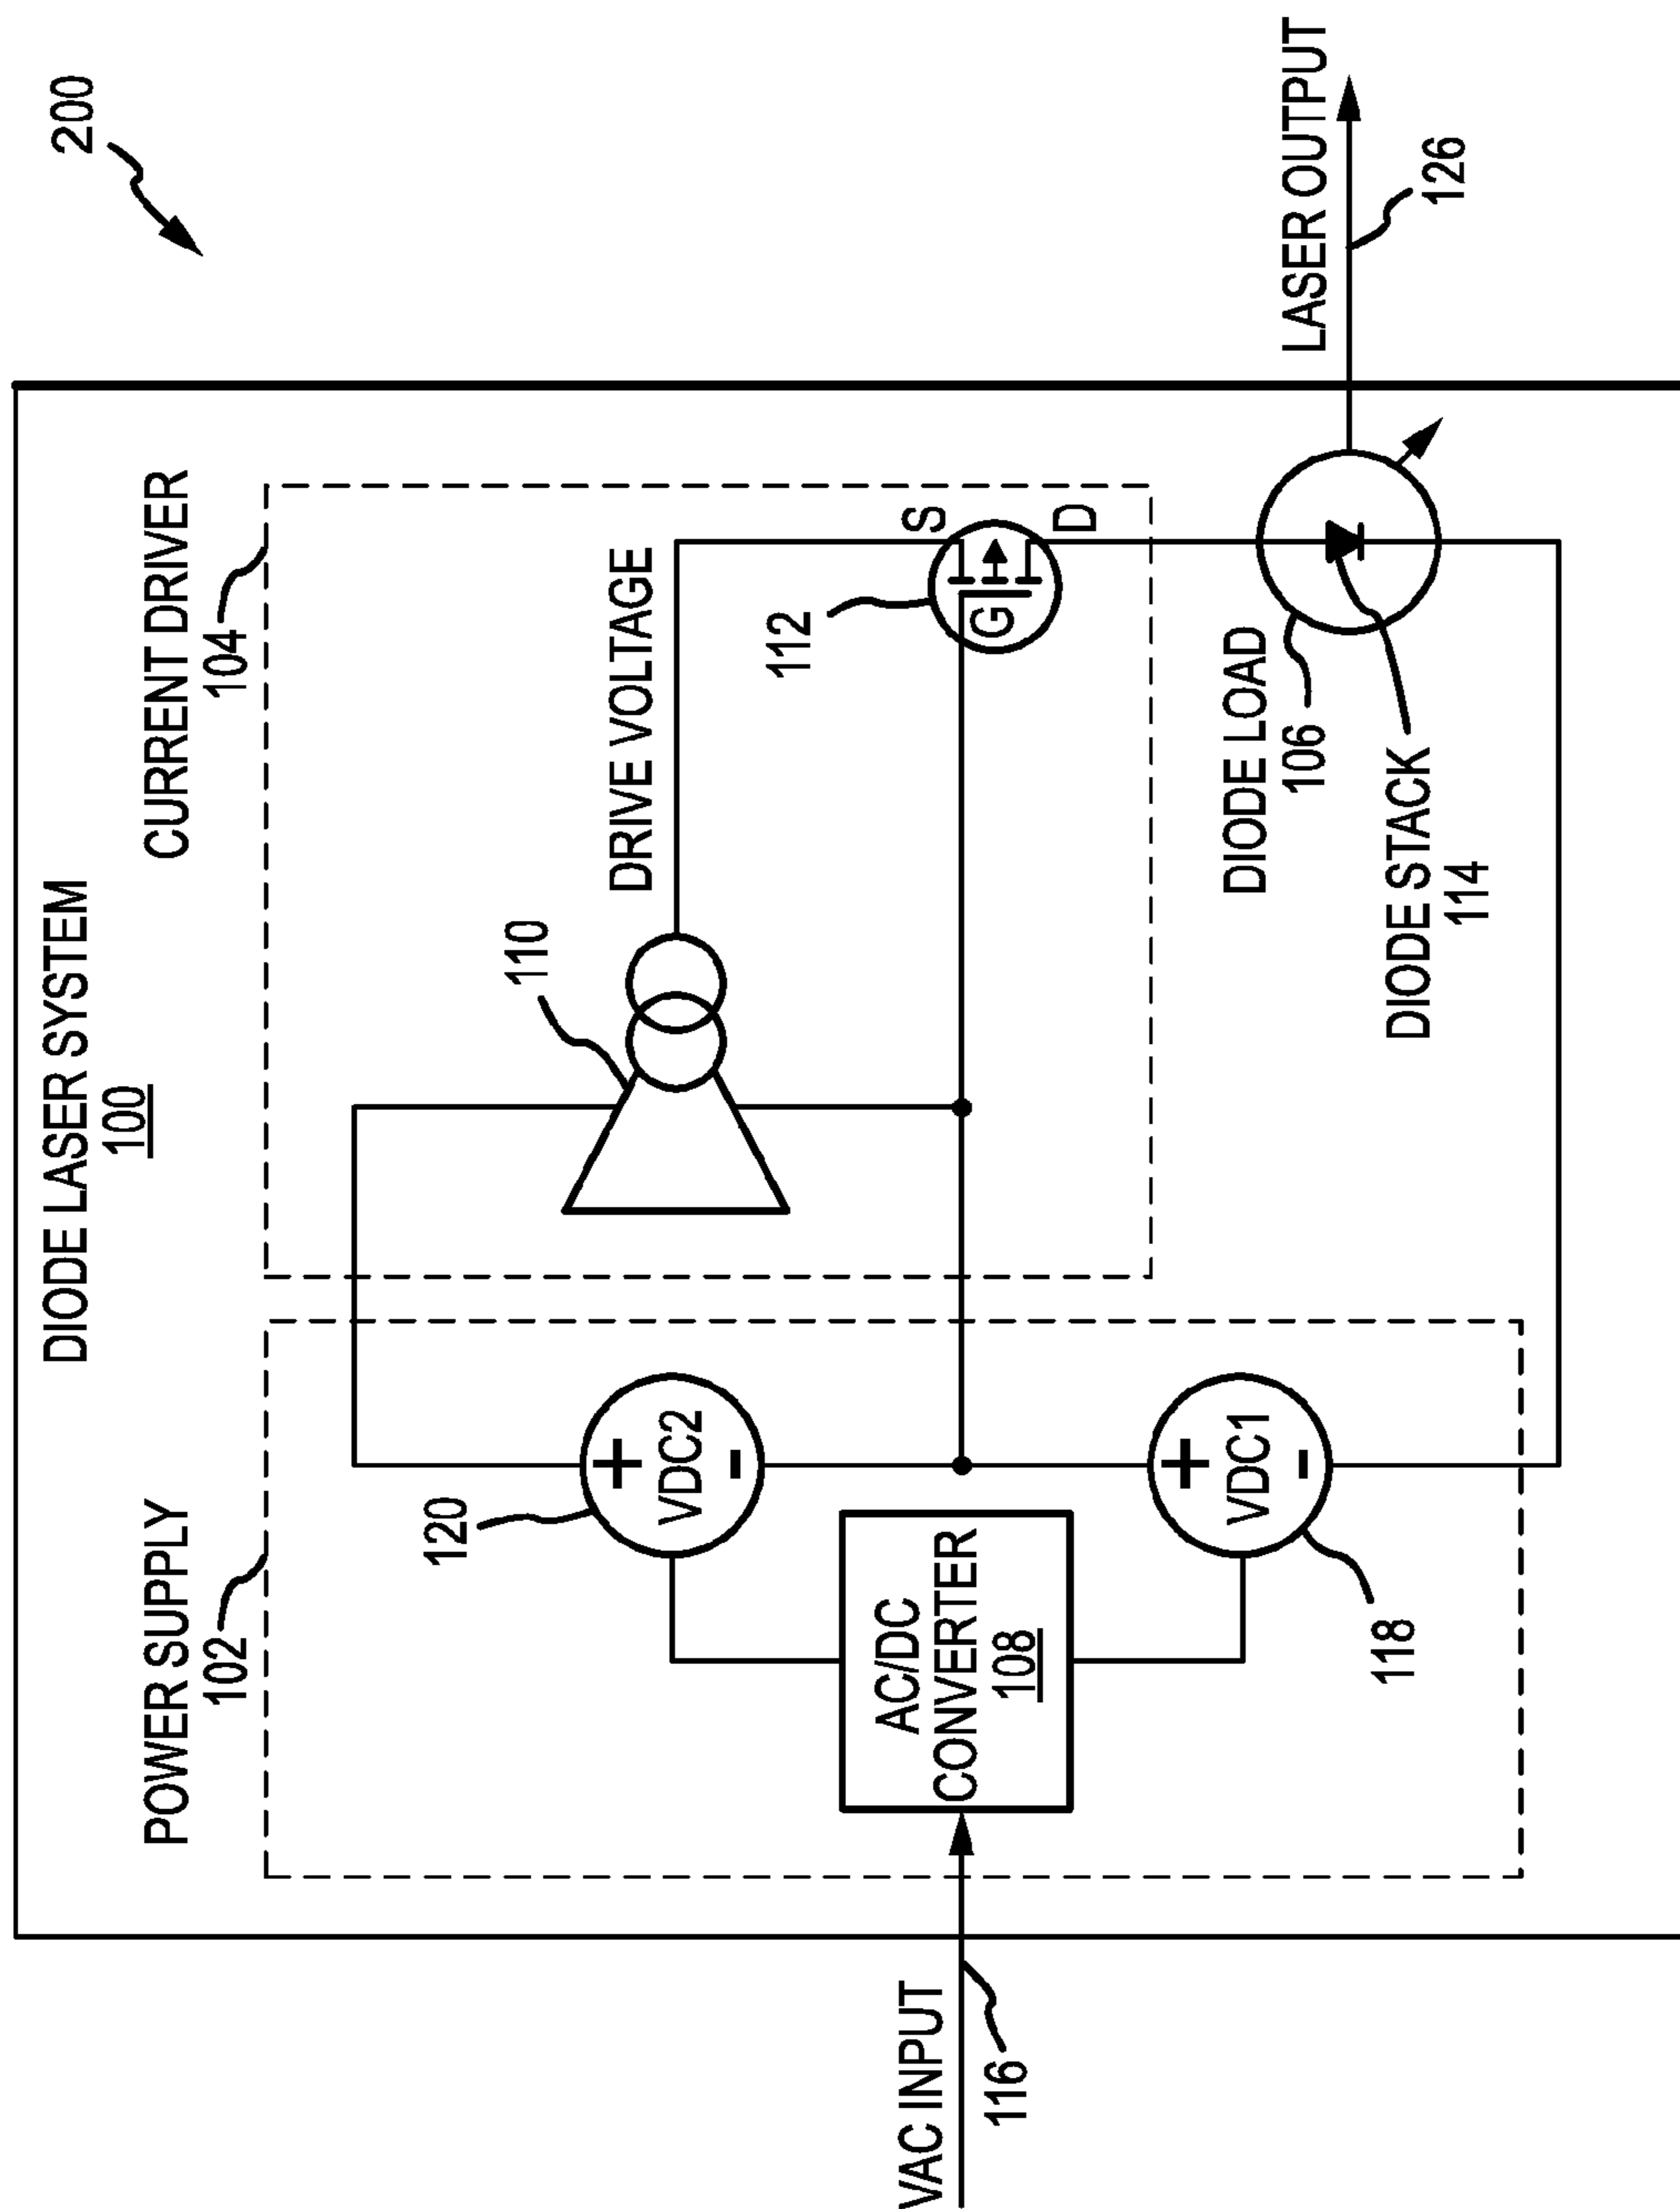 200
DIODE LASER SYSTEM
100
POWER SUPPLY
102
CURRENT DRIVER
104
120
+
VDC2
-
110
DRIVE VOLTAGE
VAC INPUT
116
AC/DC
CONVERTER
108
112
S
G
D
+
VDC1
-
118
DIODE LOAD
106
DIODE STACK
114
LASER OUTPUT
126